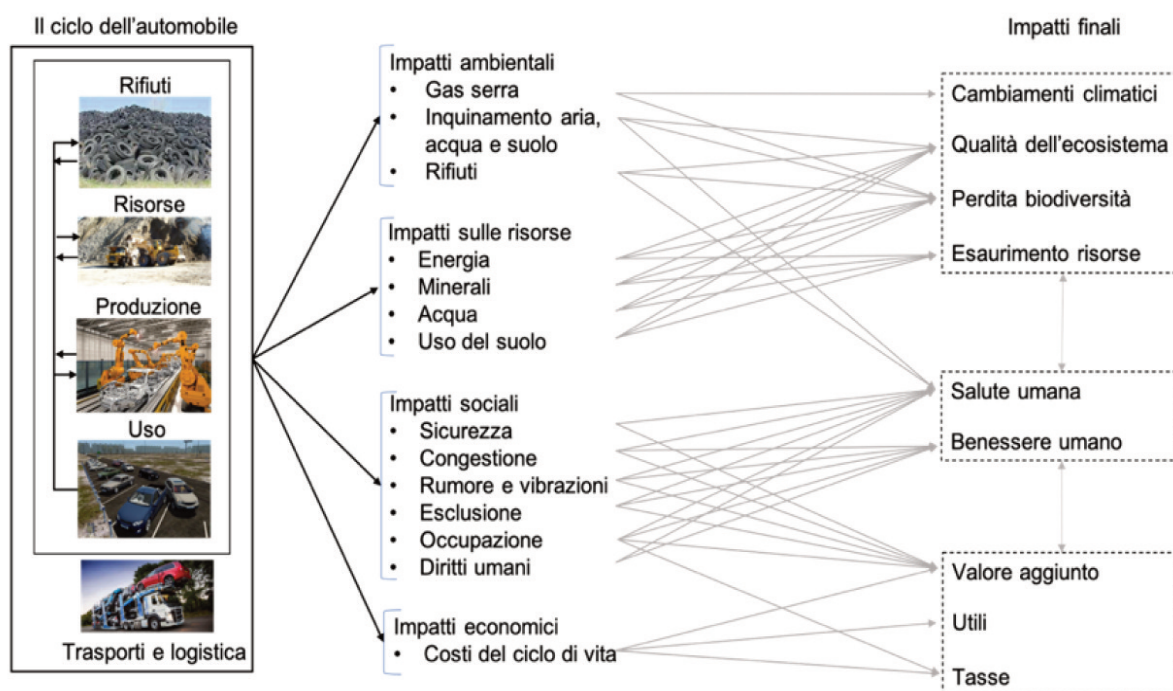 Il ciclo dell'automobile
Rifiuti
Risorse
Produzione
Uso
Trasporti e logistica
Impatti ambientali
• Gas serra
• Inquinamento aria,
acqua e suolo
• Rifiuti
Impatti sulle risorse
• Energia
• Minerali
• Acqua
• Uso del suolo
Impatti sociali
• Sicurezza
• Congestione
• Rumore e vibrazioni
• Esclusione
• Occupazione
• Diritti umani
Impatti economici
• Costi del ciclo di vita
Impatti finali
Cambiamenti climatici
Qualità dell'ecosistema
Perdita biodiversità
Esaurimento risorse
Salute umana
Benessere umano
Valore aggiunto
Utili
Tasse